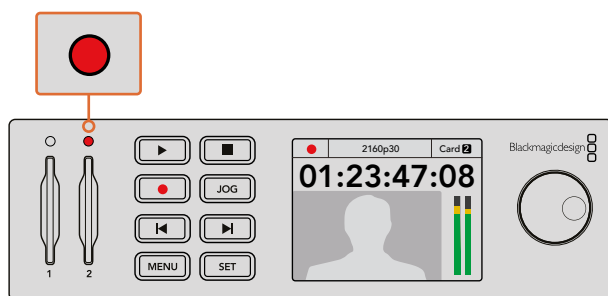 2160p30 Card 2
01:23:47:08
Blackmagicdesign
JOG
MENU SET
1 2